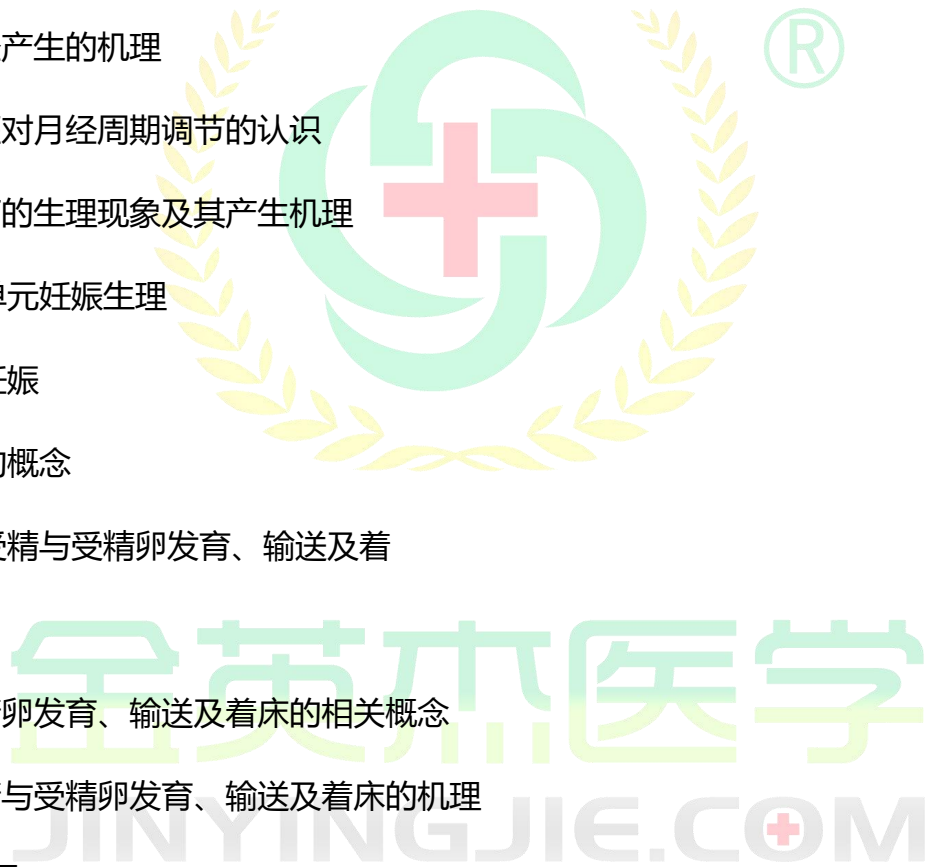 产生的机理
对月经周期调节的认识
的生理现象及其产生机理
单元妊娠生理
妊娠
的概念
受精与受精卵发育、输送及着
卵发育、输送及着床的相关概念
与受精卵发育、输送及着床的机理
®
金英杰医学
JINYINGJIE.COM